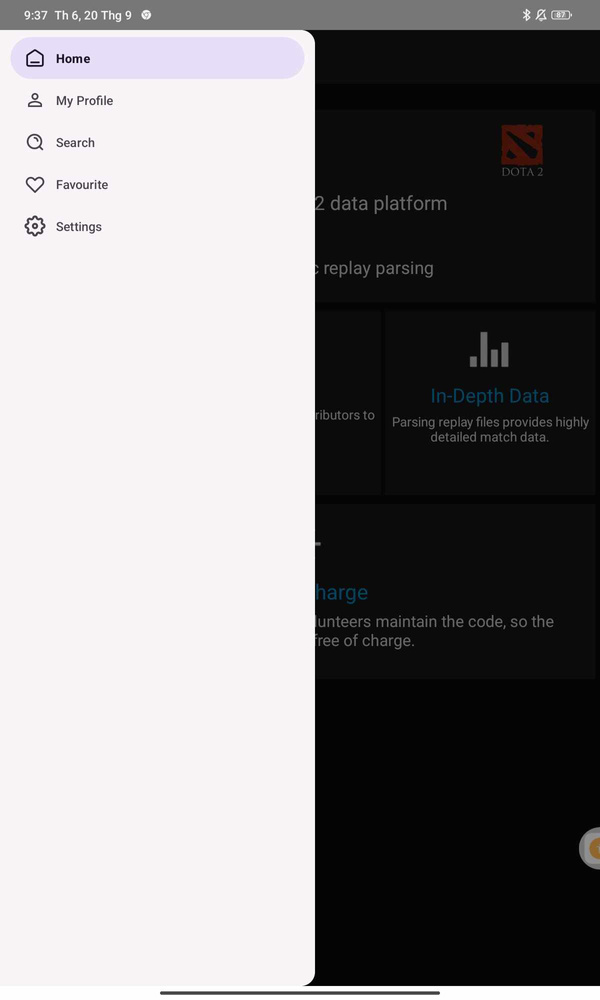 9:37 Th 6, 20 Thg 9
87
Home
My Profile
Search
Favourite
Settings
DOTA 2
2 data platform
c replay parsing
ributors to
In-Depth Data
Parsing replay files provides highly
detailed match data.
harge
lunteers maintain the code, so the
free of charge.